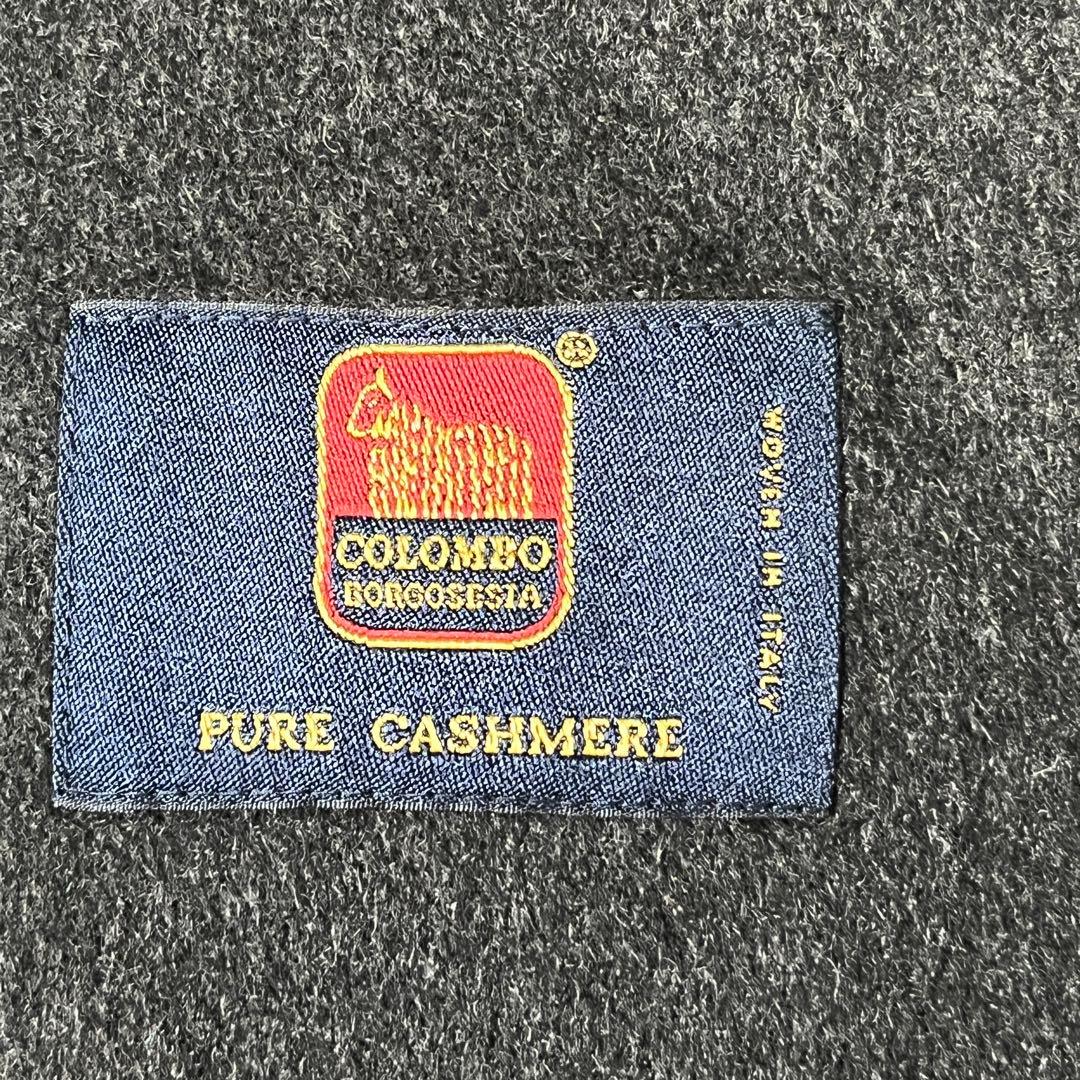 ®
COLOMBO
BORGOSESIA
PURE CASHMERE
WOVEN IN ITALY